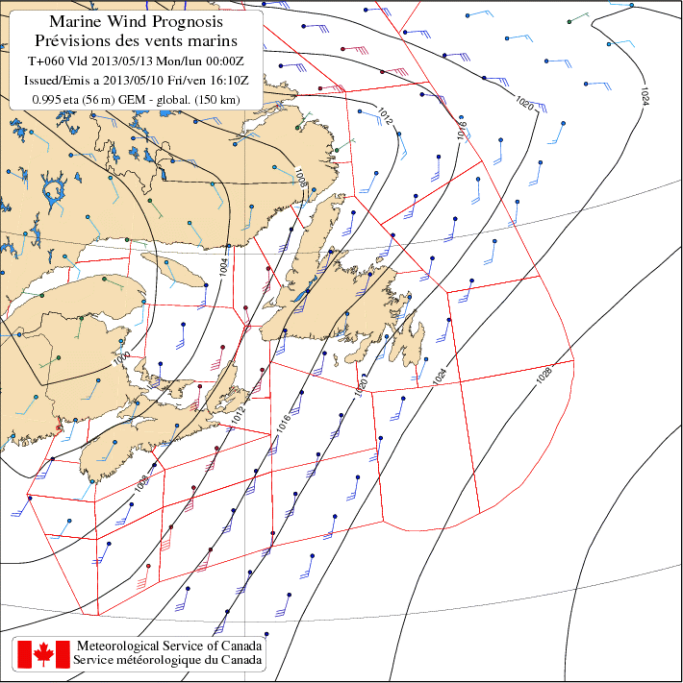 Marine Wind Prognosis
Prévisions des vents marins
T+060 Vld 2013/05/13 Mon/lun 00:00Z
Issued/Emis a 2013/05/10 Fri/ven 16:10Z
0.995 eta (56 m) GEM - global. (150 km)
1024
1020
1012
1016
1008
1004
1000
1020
1024
1028
1012
1016
1008
Meteorological Service of Canada
Service météorologique du Canada